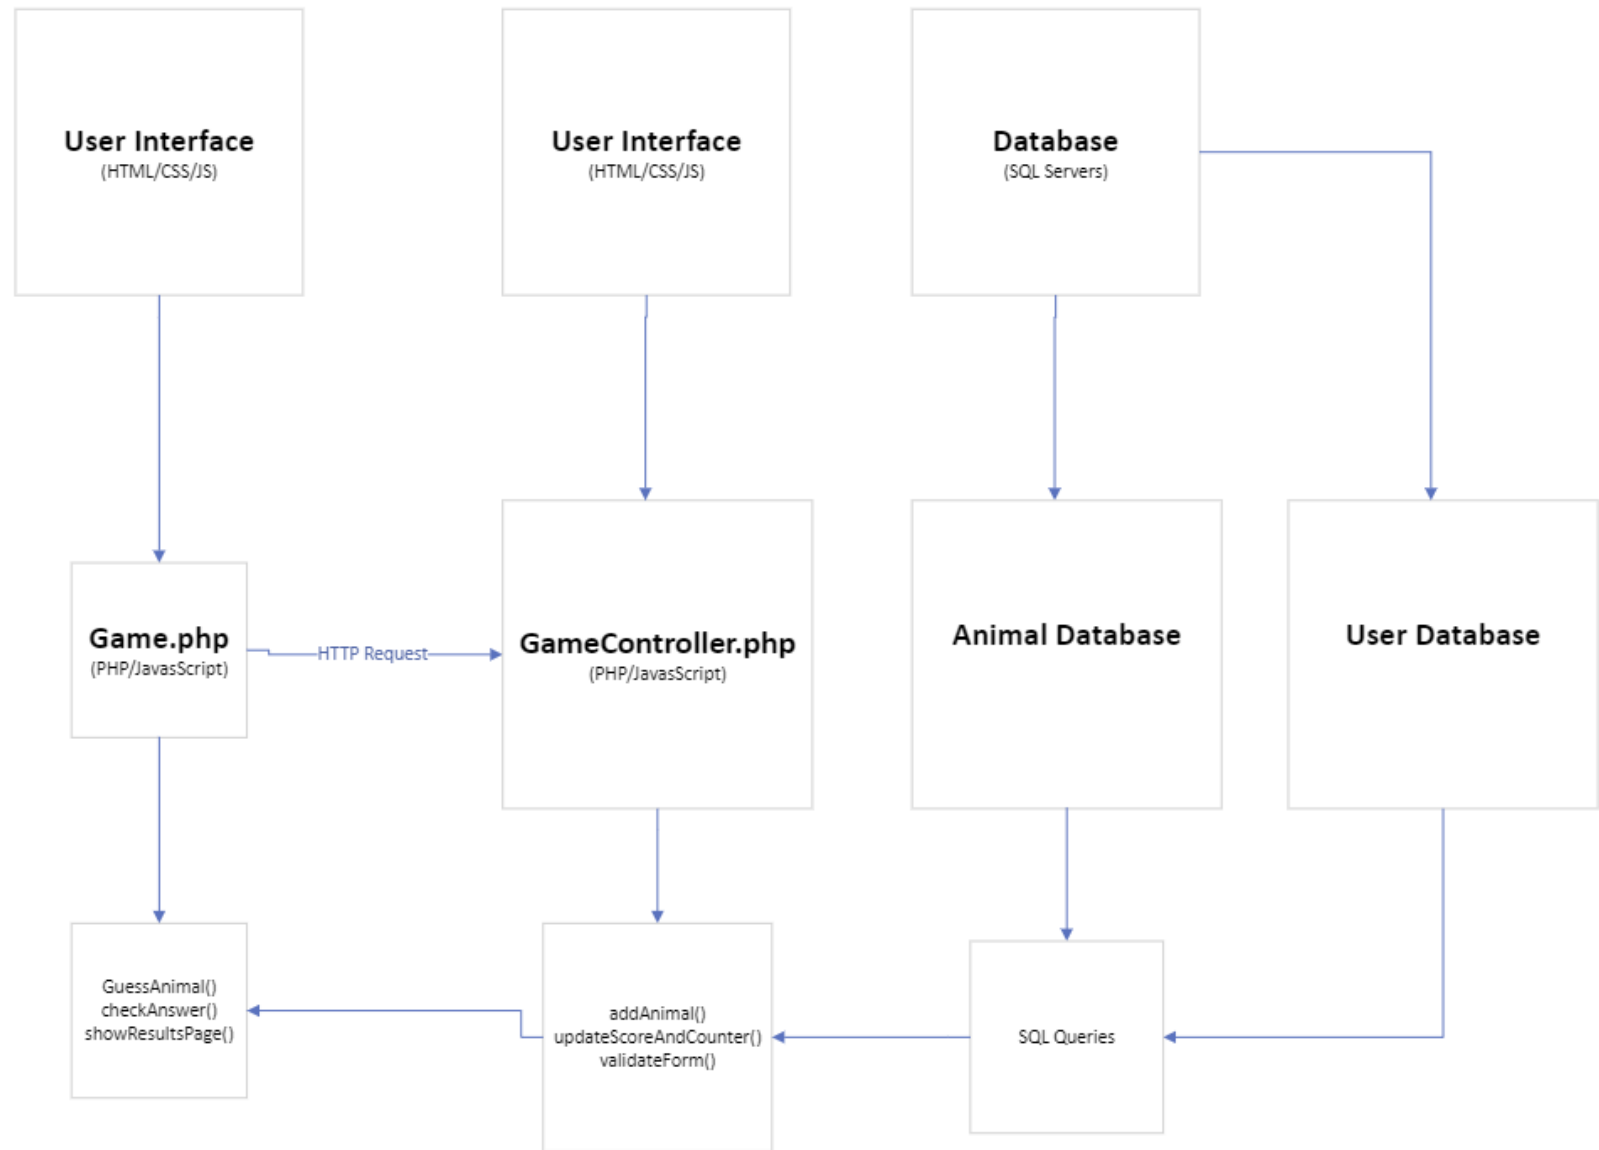 User Interface
(HTML/CSS/JS)
User Interface
(HTML/CSS/JS)
Database
(SQL Servers)
Game.php
(PHP/JavasScript)
HTTP Request
GameController.php
(PHP/JavasScript)
Animal Database
User Database
GuessAnimal()
checkAnswer()
showResultsPage()
addAnimal()
updateScoreAndCounter()
validateForm()
SQL Queries